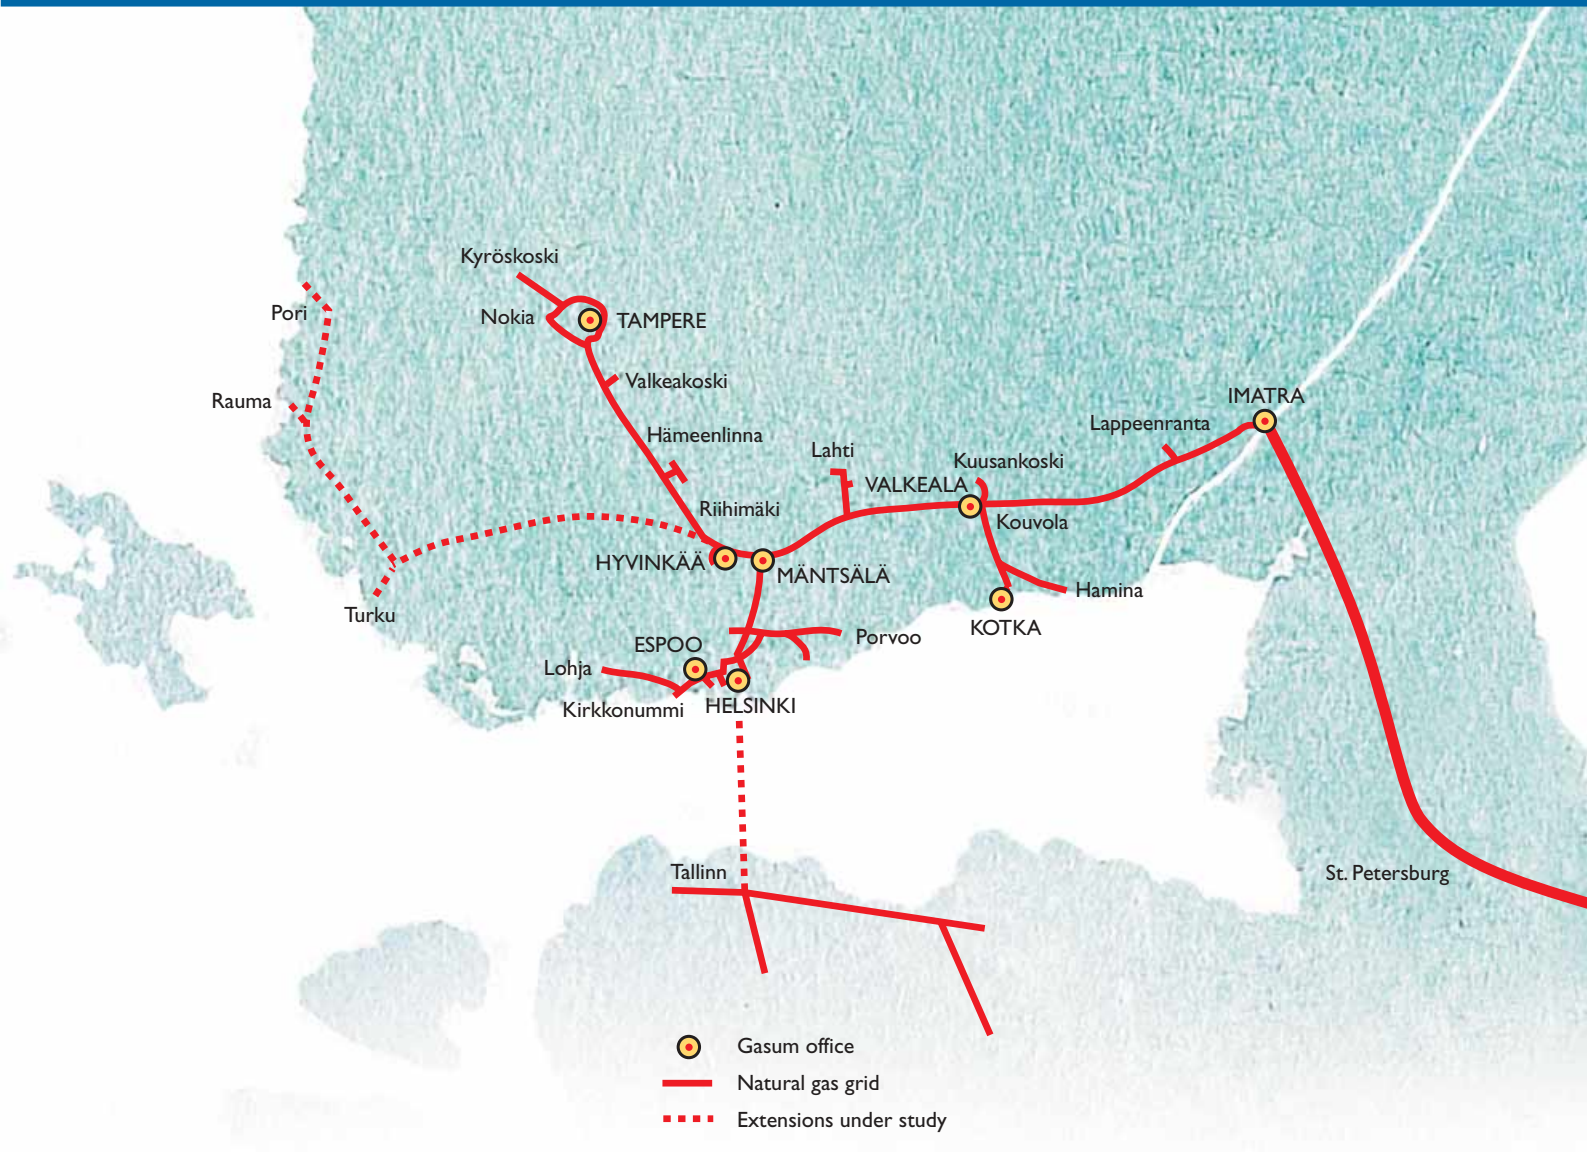 Kyröskoski
Pori
Nokia
TAMPERE
Valkeakoski
Rauma
IMATRA
Lappeenranta
Hämeenlinna
Lahti
Kuusankoski
VALKEALA
Riihimäki
Kouvola
HYVINKÄÄ
MÄNTSÄLÄ
Hamina
Turku
KOTKA
ESPOO
Porvoo
Lohja
Kirkkonummi
HELSINKI
Tallinn
St. Petersburg
Gasum office
Natural gas grid
Extensions under study